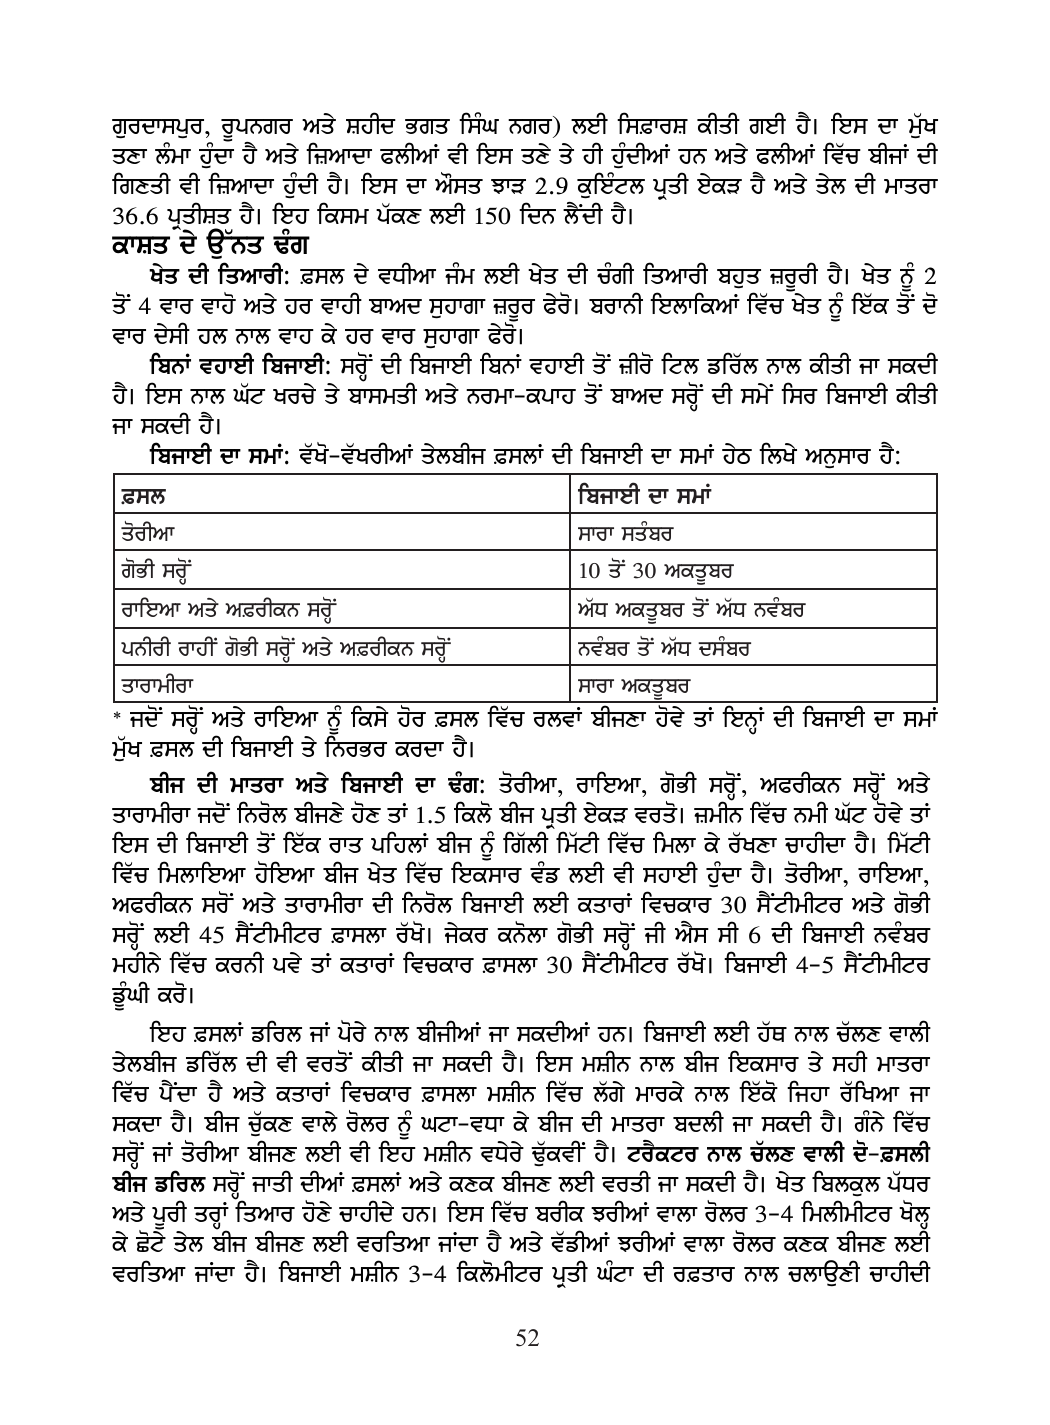 ਗੁਰਦਾਸਪੁਰ, ਰੂਪਨਗਰ ਅਤੇ ਸ਼ਹੀਦ ਭਗਤ ਸਿੰਘ ਨਗਰ) ਲਈ ਸਿਫ਼ਾਰਸ਼ ਕੀਤੀ ਗਈ ਹੈ। ਇਸ ਦਾ ਮੁੱਖ
ਤਣਾ ਲੰਮਾ ਹੁੰਦਾ ਹੈ ਅਤੇ ਜ਼ਿਆਦਾ ਫਲੀਆਂ ਵੀ ਇਸ ਤਣੇ ਤੇ ਹੀ ਹੁੰਦੀਆਂ ਹਨ ਅਤੇ ਫਲੀਆਂ ਵਿੱਚ ਬੀਜਾਂ ਦੀ
ਗਿਣਤੀ ਵੀ ਜ਼ਿਆਦਾ ਹੁੰਦੀ ਹੈ। ਇਸ ਦਾ ਔਸਤ ਝਾੜ 2.9 ਕੁਇੰਟਲ ਪ੍ਰਤੀ ਏਕੜ ਹੈ ਅਤੇ ਤੇਲ ਦੀ ਮਾਤਰਾ
36.6 ਪ੍ਰਤੀਸ਼ਤ ਹੈ। ਇਹ ਕਿਸਮ ਪੱਕਣ ਲਈ 150 ਦਿਨ ਲੈਂਦੀ ਹੈ।
ਕਾਸ਼ਤ ਦੇ ਉੱਨਤ ਢੰਗ
ਖੇਤ ਦੀ ਤਿਆਰੀ: ਫ਼ਸਲ ਦੇ ਵਧੀਆ ਜੰਮ ਲਈ ਖੇਤ ਦੀ ਚੰਗੀ ਤਿਆਰੀ ਬਹੁਤ ਜ਼ਰੂਰੀ ਹੈ। ਖੇਤ ਨੂੰ 2
ਤੋਂ 4 ਵਾਰ ਵਾਹੋ ਅਤੇ ਹਰ ਵਾਹੀ ਬਾਅਦ ਸੁਹਾਗਾ ਜ਼ਰੂਰ ਫੇਰੋ। ਬਰਾਨੀ ਇਲਾਕਿਆਂ ਵਿੱਚ ਖੇਤ ਨੂੰ ਇੱਕ ਤੋਂ ਦੋ
ਵਾਰ ਦੇਸੀ ਹਲ ਨਾਲ ਵਾਹ ਕੇ ਹਰ ਵਾਰ ਸੁਹਾਗਾ ਫੇਰੋ।
ਬਿਨਾਂ ਵਹਾਈ ਬਿਜਾਈ: ਸਰ੍ਹੋਂ ਦੀ ਬਿਜਾਈ ਬਿਨਾਂ ਵਹਾਈ ਤੋਂ ਜ਼ੀਰੋ ਟਿਲ ਡਰਿੱਲ ਨਾਲ ਕੀਤੀ ਜਾ ਸਕਦੀ
ਹੈ। ਇਸ ਨਾਲ ਘੱਟ ਖਰਚੇ ਤੇ ਬਾਸਮਤੀ ਅਤੇ ਨਰਮਾ-ਕਪਾਹ ਤੋਂ ਬਾਅਦ ਸਰ੍ਹੋਂ ਦੀ ਸਮੇਂ ਸਿਰ ਬਿਜਾਈ ਕੀਤੀ
ਜਾ ਸਕਦੀ ਹੈ।
ਬਿਜਾਈ ਦਾ ਸਮਾਂ: ਵੱਖੋ-ਵੱਖਰੀਆਂ ਤੇਲਬੀਜ ਫ਼ਸਲਾਂ ਦੀ ਬਿਜਾਈ ਦਾ ਸਮਾਂ ਹੇਠ ਲਿਖੇ ਅਨੁਸਾਰ ਹੈ:
ਫ਼ਸਲ ਬਿਜਾਈ ਦਾ ਸਮਾਂ
ਤੋਰੀਆ ਸਾਰਾ ਸਤੰਬਰ
ਗੋਭੀ ਸਰ੍ਹੋਂ 10 ਤੋਂ 30 ਅਕਤੂਬਰ
ਰਾਇਆ ਅਤੇ ਅਫ਼ਰੀਕਨ ਸਰ੍ਹੋਂ ਅੱਧ ਅਕਤੂਬਰ ਤੋਂ ਅੱਧ ਨਵੰਬਰ
ਪਨੀਰੀ ਰਾਹੀਂ ਗੋਭੀ ਸਰ੍ਹੋਂ ਅਤੇ ਅਫ਼ਰੀਕਨ ਸਰ੍ਹੋਂ ਨਵੰਬਰ ਤੋਂ ਅੱਧ ਦਸੰਬਰ
ਤਾਰਾਮੀਰਾ ਸਾਰਾ ਅਕਤੂਬਰ
* ਜਦੋਂ ਸਰ੍ਹੋਂ ਅਤੇ ਰਾਇਆ ਨੂੰ ਕਿਸੇ ਹੋਰ ਫ਼ਸਲ ਵਿੱਚ ਰਲਵਾਂ ਬੀਜਣਾ ਹੋਵੇ ਤਾਂ ਇਨ੍ਹਾਂ ਦੀ ਬਿਜਾਈ ਦਾ ਸਮਾਂ
ਮੁੱਖ ਫ਼ਸਲ ਦੀ ਬਿਜਾਈ ਤੇ ਨਿਰਭਰ ਕਰਦਾ ਹੈ।
ਬੀਜ ਦੀ ਮਾਤਰਾ ਅਤੇ ਬਿਜਾਈ ਦਾ ਢੰਗ: ਤੋਰੀਆ, ਰਾਇਆ, ਗੋਭੀ ਸਰ੍ਹੋਂ, ਅਫਰੀਕਨ ਸਰ੍ਹੋਂ ਅਤੇ
ਤਾਰਾਮੀਰਾ ਜਦੋਂ ਨਿਰੋਲ ਬੀਜਣੇ ਹੋਣ ਤਾਂ 1.5 ਕਿਲੋ ਬੀਜ ਪ੍ਰਤੀ ਏਕੜ ਵਰਤੋ। ਜ਼ਮੀਨ ਵਿੱਚ ਨਮੀ ਘੱਟ ਹੋਵੇ ਤਾਂ
ਇਸ ਦੀ ਬਿਜਾਈ ਤੋਂ ਇੱਕ ਰਾਤ ਪਹਿਲਾਂ ਬੀਜ ਨੂੰ ਗਿੱਲੀ ਮਿੱਟੀ ਵਿੱਚ ਮਿਲਾ ਕੇ ਰੱਖਣਾ ਚਾਹੀਦਾ ਹੈ। ਮਿੱਟੀ
ਵਿੱਚ ਮਿਲਾਇਆ ਹੋਇਆ ਬੀਜ ਖੇਤ ਵਿੱਚ ਇਕਸਾਰ ਵੰਡ ਲਈ ਵੀ ਸਹਾਈ ਹੁੰਦਾ ਹੈ। ਤੋਰੀਆ, ਰਾਇਆ,
ਅਫਰੀਕਨ ਸਰੋਂ ਅਤੇ ਤਾਰਾਮੀਰਾ ਦੀ ਨਿਰੋਲ ਬਿਜਾਈ ਲਈ ਕਤਾਰਾਂ ਵਿਚਕਾਰ 30 ਸੈਂਟੀਮੀਟਰ ਅਤੇ ਗੋਭੀ
ਸਰ੍ਹੋਂ ਲਈ 45 ਸੈਂਟੀਮੀਟਰ ਫ਼ਾਸਲਾ ਰੱਖੋ। ਜੇਕਰ ਕਨੋਲਾ ਗੋਭੀ ਸਰ੍ਹੋਂ ਜੀ ਐਸ ਸੀ 6 ਦੀ ਬਿਜਾਈ ਨਵੰਬਰ
ਮਹੀਨੇ ਵਿੱਚ ਕਰਨੀ ਪਵੇ ਤਾਂ ਕਤਾਰਾਂ ਵਿਚਕਾਰ ਫ਼ਾਸਲਾ 30 ਸੈਂਟੀਮੀਟਰ ਰੱਖੋ। ਬਿਜਾਈ 4-5 ਸੈਂਟੀਮੀਟਰ
ਡੂੰਘੀ ਕਰੋ।
ਇਹ ਫ਼ਸਲਾਂ ਡਰਿਲ ਜਾਂ ਪੋਰੇ ਨਾਲ ਬੀਜੀਆਂ ਜਾ ਸਕਦੀਆਂ ਹਨ। ਬਿਜਾਈ ਲਈ ਹੱਥ ਨਾਲ ਚੱਲਣ ਵਾਲੀ
ਤੇਲਬੀਜ ਡਰਿੱਲ ਦੀ ਵੀ ਵਰਤੋਂ ਕੀਤੀ ਜਾ ਸਕਦੀ ਹੈ। ਇਸ ਮਸ਼ੀਨ ਨਾਲ ਬੀਜ ਇਕਸਾਰ ਤੇ ਸਹੀ ਮਾਤਰਾ
ਵਿੱਚ ਪੈਂਦਾ ਹੈ ਅਤੇ ਕਤਾਰਾਂ ਵਿਚਕਾਰ ਫ਼ਾਸਲਾ ਮਸ਼ੀਨ ਵਿੱਚ ਲੱਗੇ ਮਾਰਕੇ ਨਾਲ ਇੱਕੋ ਜਿਹਾ ਰੱਖਿਆ ਜਾ
ਸਕਦਾ ਹੈ। ਬੀਜ ਚੁੱਕਣ ਵਾਲੇ ਰੋਲਰ ਨੂੰ ਘਟਾ-ਵਧਾ ਕੇ ਬੀਜ ਦੀ ਮਾਤਰਾ ਬਦਲੀ ਜਾ ਸਕਦੀ ਹੈ। ਗੰਨੇ ਵਿੱਚ
ਸਰ੍ਹੋਂ ਜਾਂ ਤੋਰੀਆ ਬੀਜਣ ਲਈ ਵੀ ਇਹ ਮਸ਼ੀਨ ਵਧੇਰੇ ਢੁੱਕਵੀਂ ਹੈ। ਟਰੈਕਟਰ ਨਾਲ ਚੱਲਣ ਵਾਲੀ ਦੋ-ਫ਼ਸਲੀ
ਬੀਜ ਡਰਿਲ ਸਰ੍ਹੋਂ ਜਾਤੀ ਦੀਆਂ ਫ਼ਸਲਾਂ ਅਤੇ ਕਣਕ ਬੀਜਣ ਲਈ ਵਰਤੀ ਜਾ ਸਕਦੀ ਹੈ। ਖੇਤ ਬਿਲਕੁਲ ਪੱਧਰ
ਅਤੇ ਪੂਰੀ ਤਰ੍ਹਾਂ ਤਿਆਰ ਹੋਣੇ ਚਾਹੀਦੇ ਹਨ। ਇਸ ਵਿੱਚ ਬਰੀਕ ਝਰੀਆਂ ਵਾਲਾ ਰੋਲਰ 3-4 ਮਿਲੀਮੀਟਰ ਖੋਲ੍ਹ
ਕੇ ਛੋਟੇ ਤੇਲ ਬੀਜ ਬੀਜਣ ਲਈ ਵਰਤਿਆ ਜਾਂਦਾ ਹੈ ਅਤੇ ਵੱਡੀਆਂ ਝਰੀਆਂ ਵਾਲਾ ਰੋਲਰ ਕਣਕ ਬੀਜਣ ਲਈ
ਵਰਤਿਆ ਜਾਂਦਾ ਹੈ। ਬਿਜਾਈ ਮਸ਼ੀਨ 3-4 ਕਿਲੋਮੀਟਰ ਪ੍ਰਤੀ ਘੰਟਾ ਦੀ ਰਫ਼ਤਾਰ ਨਾਲ ਚਲਾਉਣੀ ਚਾਹੀਦੀ
52